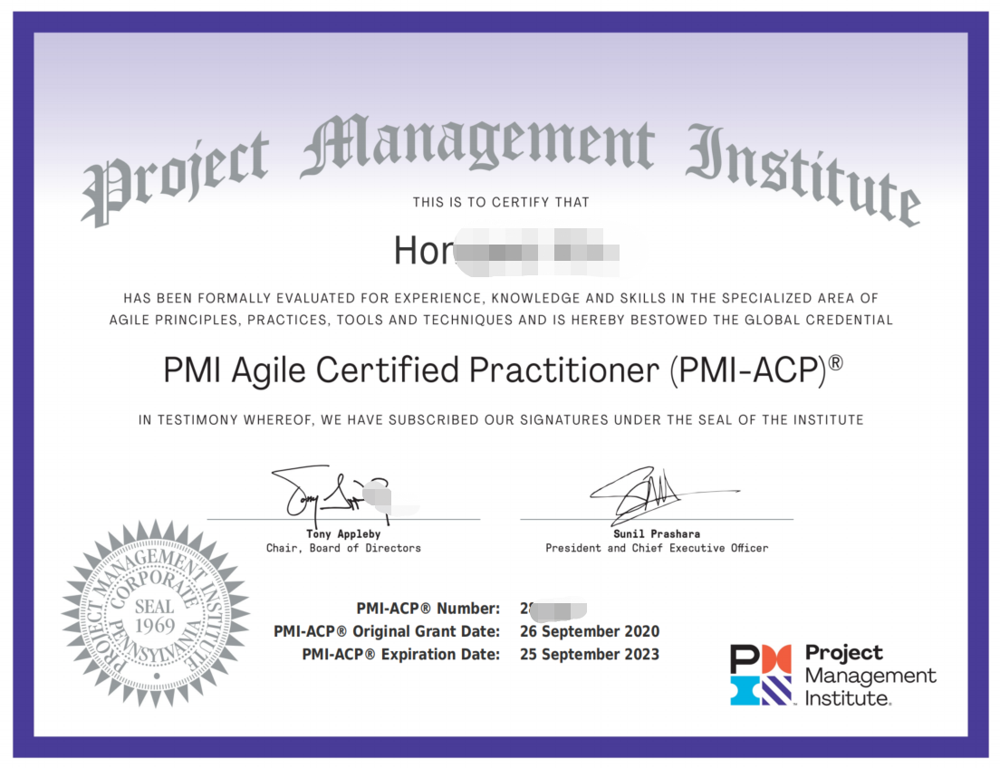 Project Management Institute
THIS IS TO CERTIFY THAT
HAS BEEN FORMALLY EVALUATED FOR EXPERIENCE, KNOWLEDGE AND SKILLS IN THE SPECIALIZED AREA OF
AGILE PRINCIPLES, PRACTICES, TOOLS AND TECHNIQUES AND IS HEREBY BESTOWED THE GLOBAL CREDENTIAL
PMI Agile Certified Practitioner (PMI-ACP)®
IN TESTIMONY WHEREOF, WE HAVE SUBSCRIBED OUR SIGNATURES UNDER THE SEAL OF THE INSTITUTE
Tony Appleby
Chair, Board of Directors
Sunil Prashara
President and Chief Executive Officer
PROJECT MANAGEMENT INSTITUTE
CORPORATE
SEAL
1969
PENNSYLVANIA
PMI-ACP® Number:
PMI-ACP® Original Grant Date: 26 September 2020
PMI-ACP® Expiration Date: 25 September 2023
Project
Management
Institute.